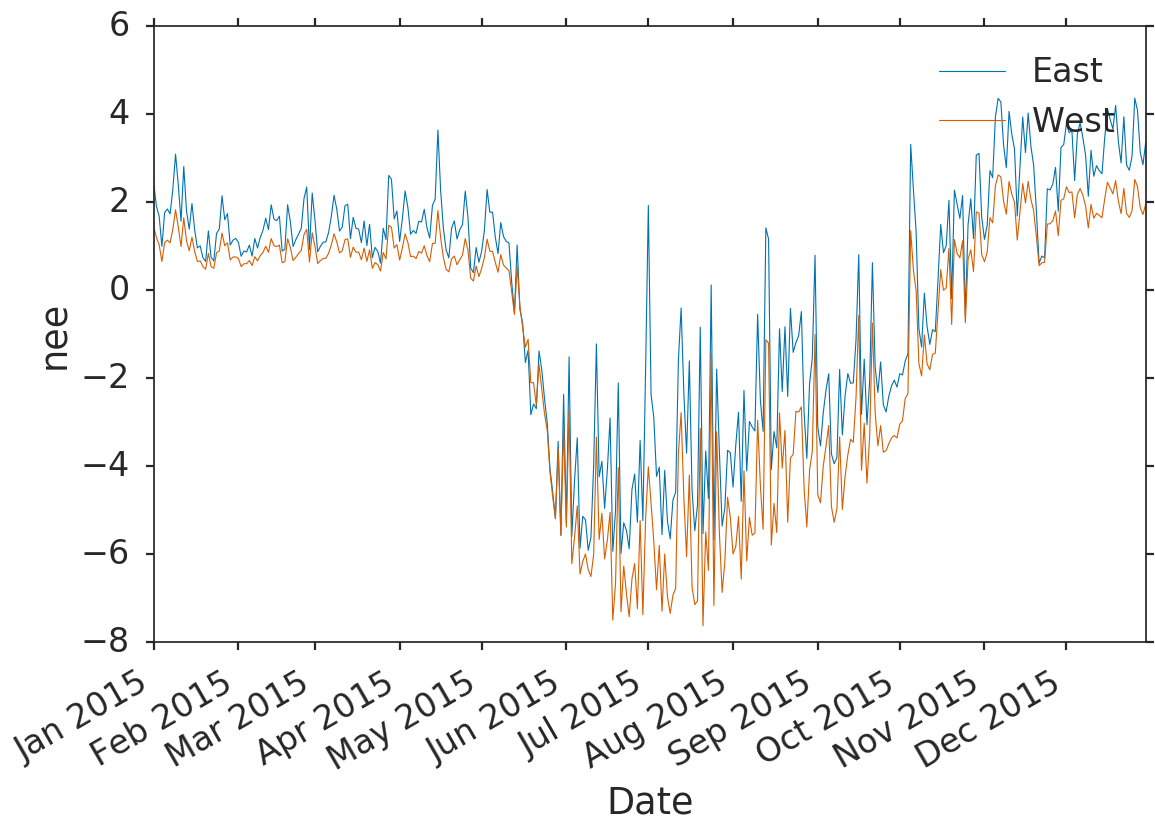 6
4
2
0
−2
−4
−6
−8
nee
East
West
Jan 2015
Feb 2015
Mar 2015
Apr 2015
May 2015
Jun 2015
Jul 2015
Aug 2015
Sep 2015
Oct 2015
Nov 2015
Dec 2015
Date